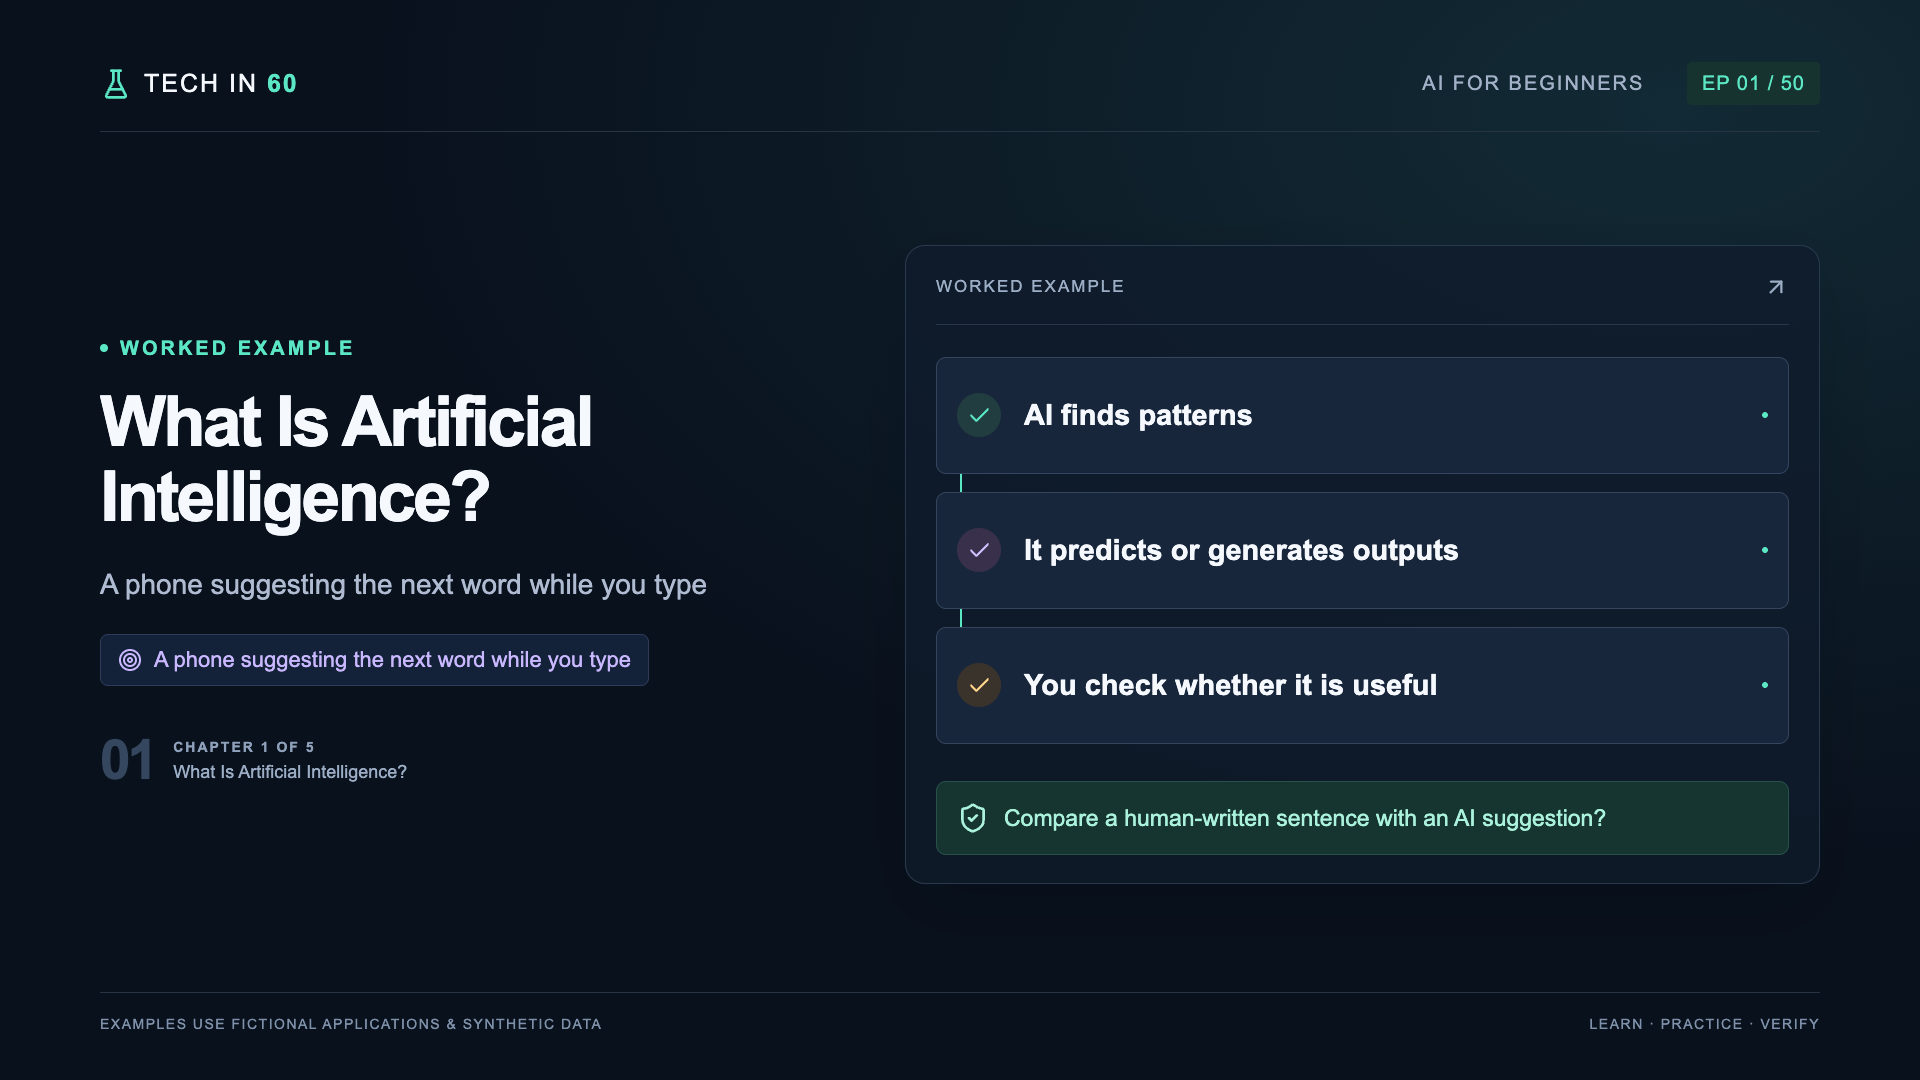 TECH IN 60
AI FOR BEGINNERS
EP 01 / 50
WORKED EXAMPLE
What Is Artificial
Intelligence?
A phone suggesting the next word while you type
A phone suggesting the next word while you type
01
CHAPTER 1 OF 5
What Is Artificial Intelligence?
WORKED EXAMPLE
AI finds patterns
It predicts or generates outputs
You check whether it is useful
Compare a human-written sentence with an AI suggestion?
EXAMPLES USE FICTIONAL APPLICATIONS & SYNTHETIC DATA
LEARN · PRACTICE · VERIFY